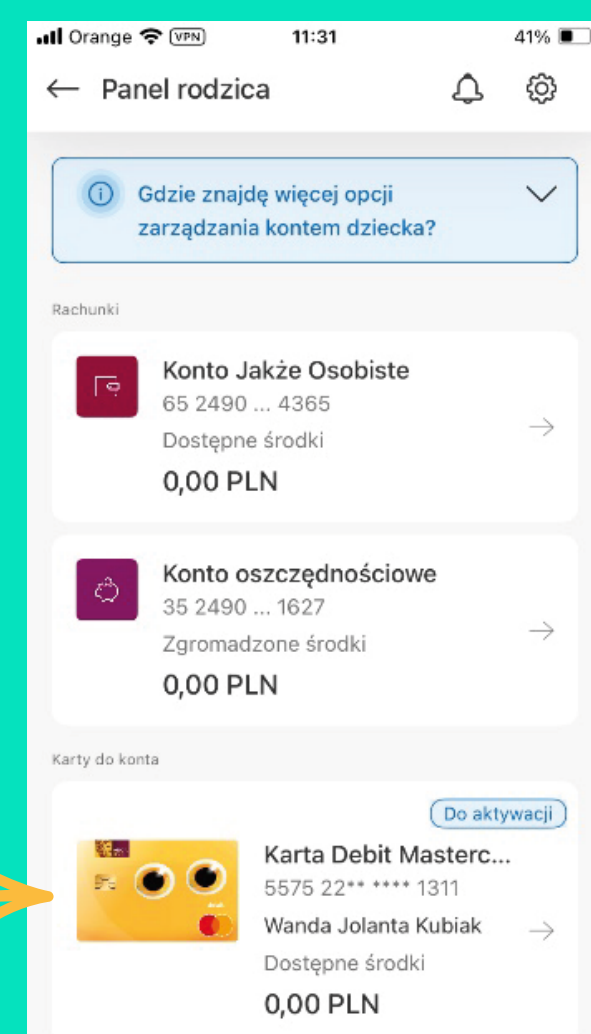 Orange VPN 11:31 41%
Panel rodzica
Gdzie znajdę więcej opcji
zarządzania kontem dziecka?
Rachunki
Konto Jakże Osobiste
65 2490 ... 4365
Dostępne środki
0,00 PLN
Konto oszczędnościowe
35 2490 ... 1627
Zgromadzone środki
0,00 PLN
Karty do konta
Do aktywacji
Karta Debit Masterc...
5575 22** **** 1311
Wanda Jolanta Kubiak
Dostępne środki
0,00 PLN